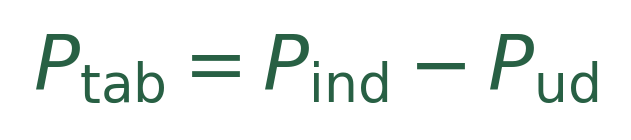 P_tab = P_ind − P_ud